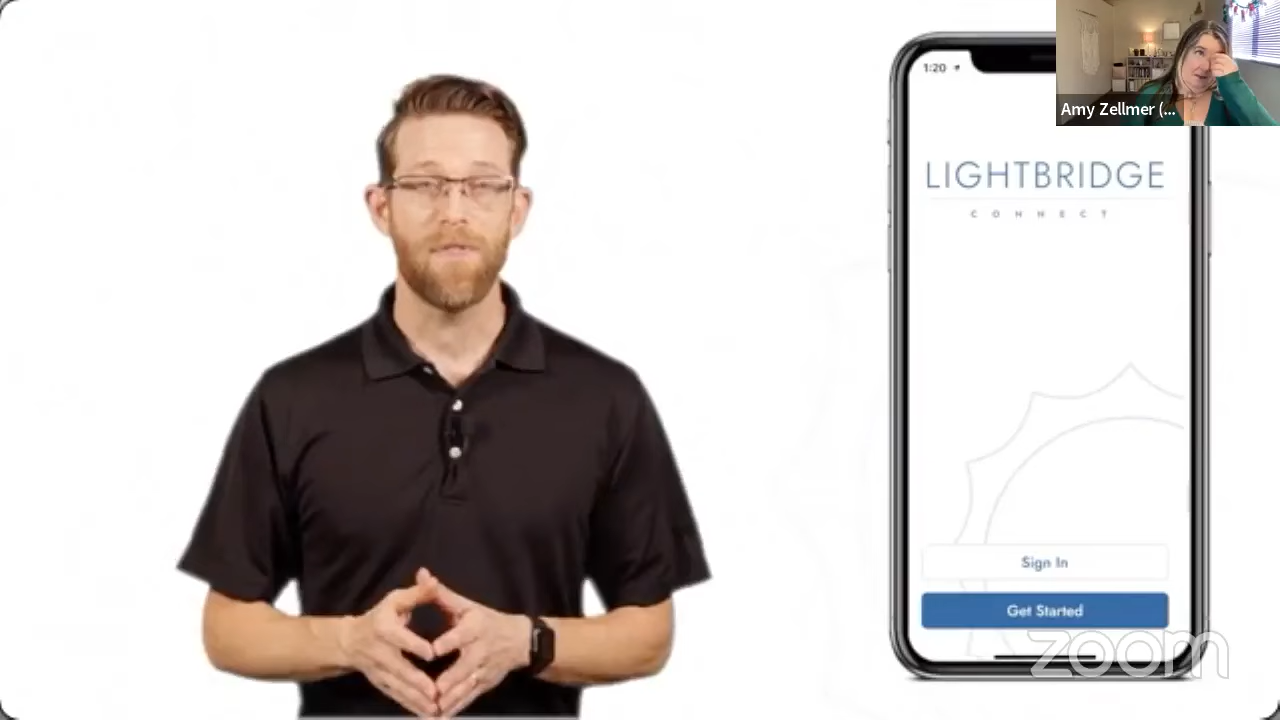 1:20
Amy Zellmer (...
LIGHTBRIDGE
CONNECT
Sign In
Get Started
zoom